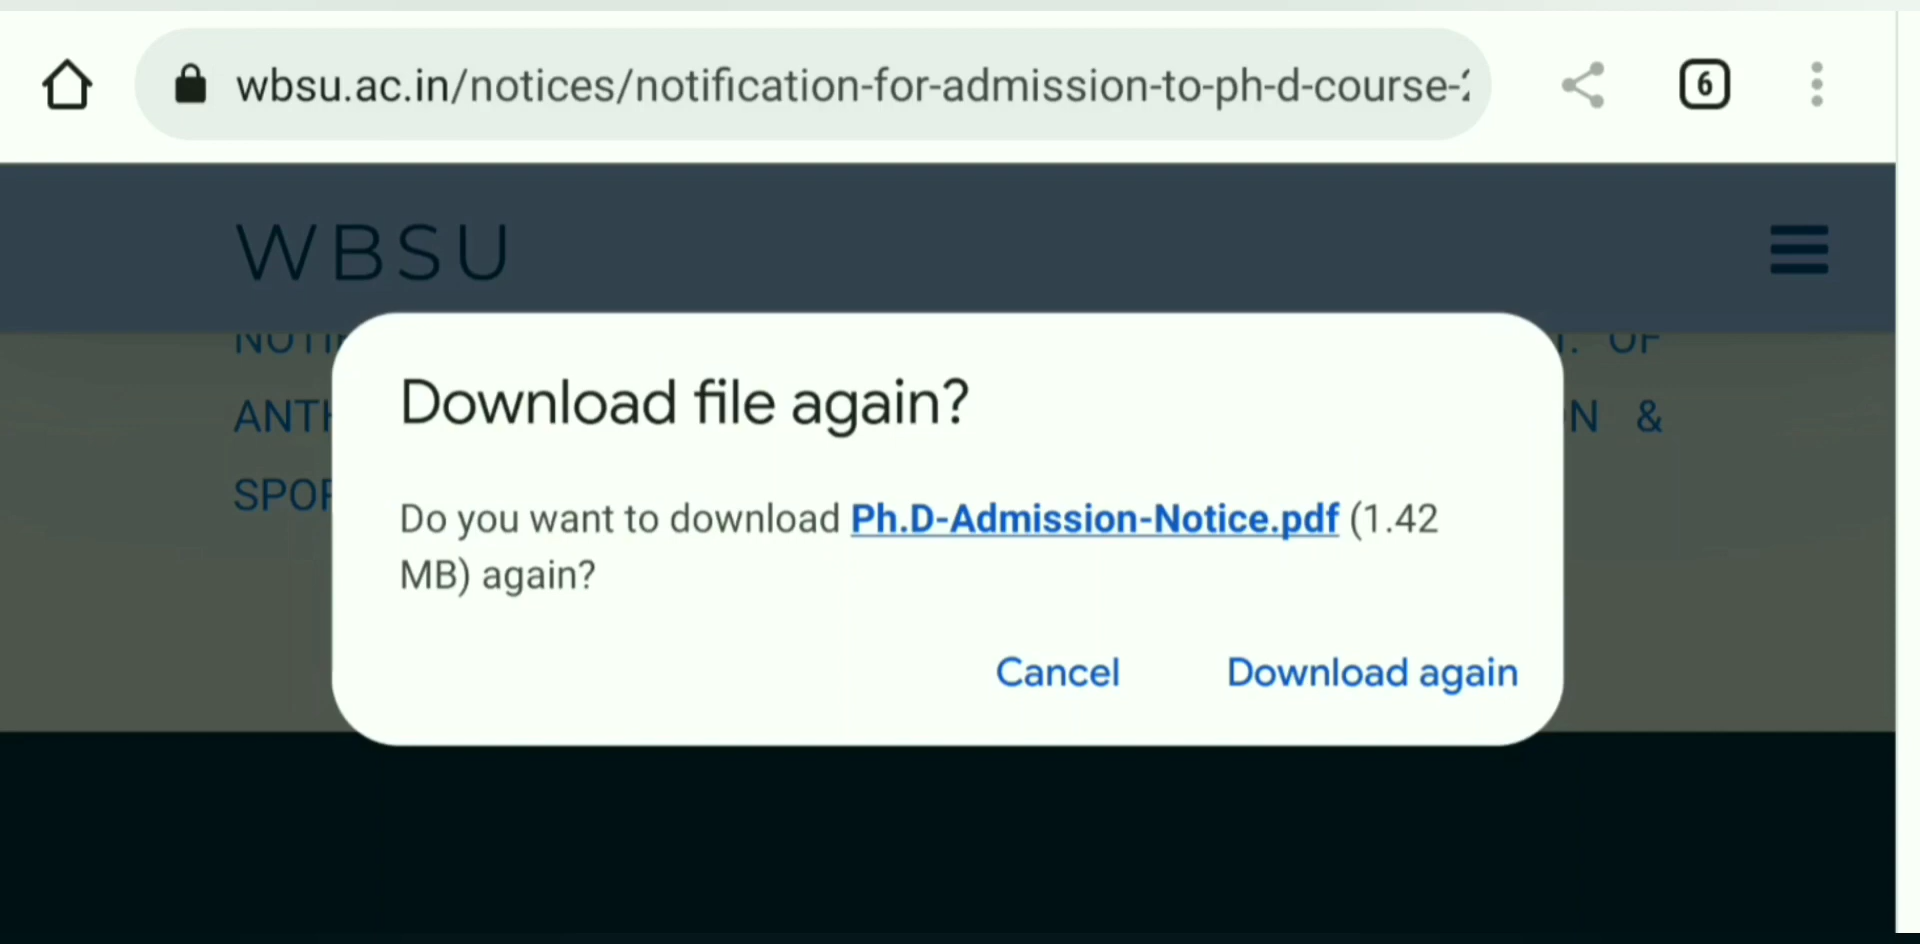 wbsu.ac.in/notices/notification-for-admission-to-ph-d-course-
6
WBSU
OF
&
Download file again?
Do you want to download Ph.D-Admission-Notice.pdf (1.42
MB) again?
Cancel Download again